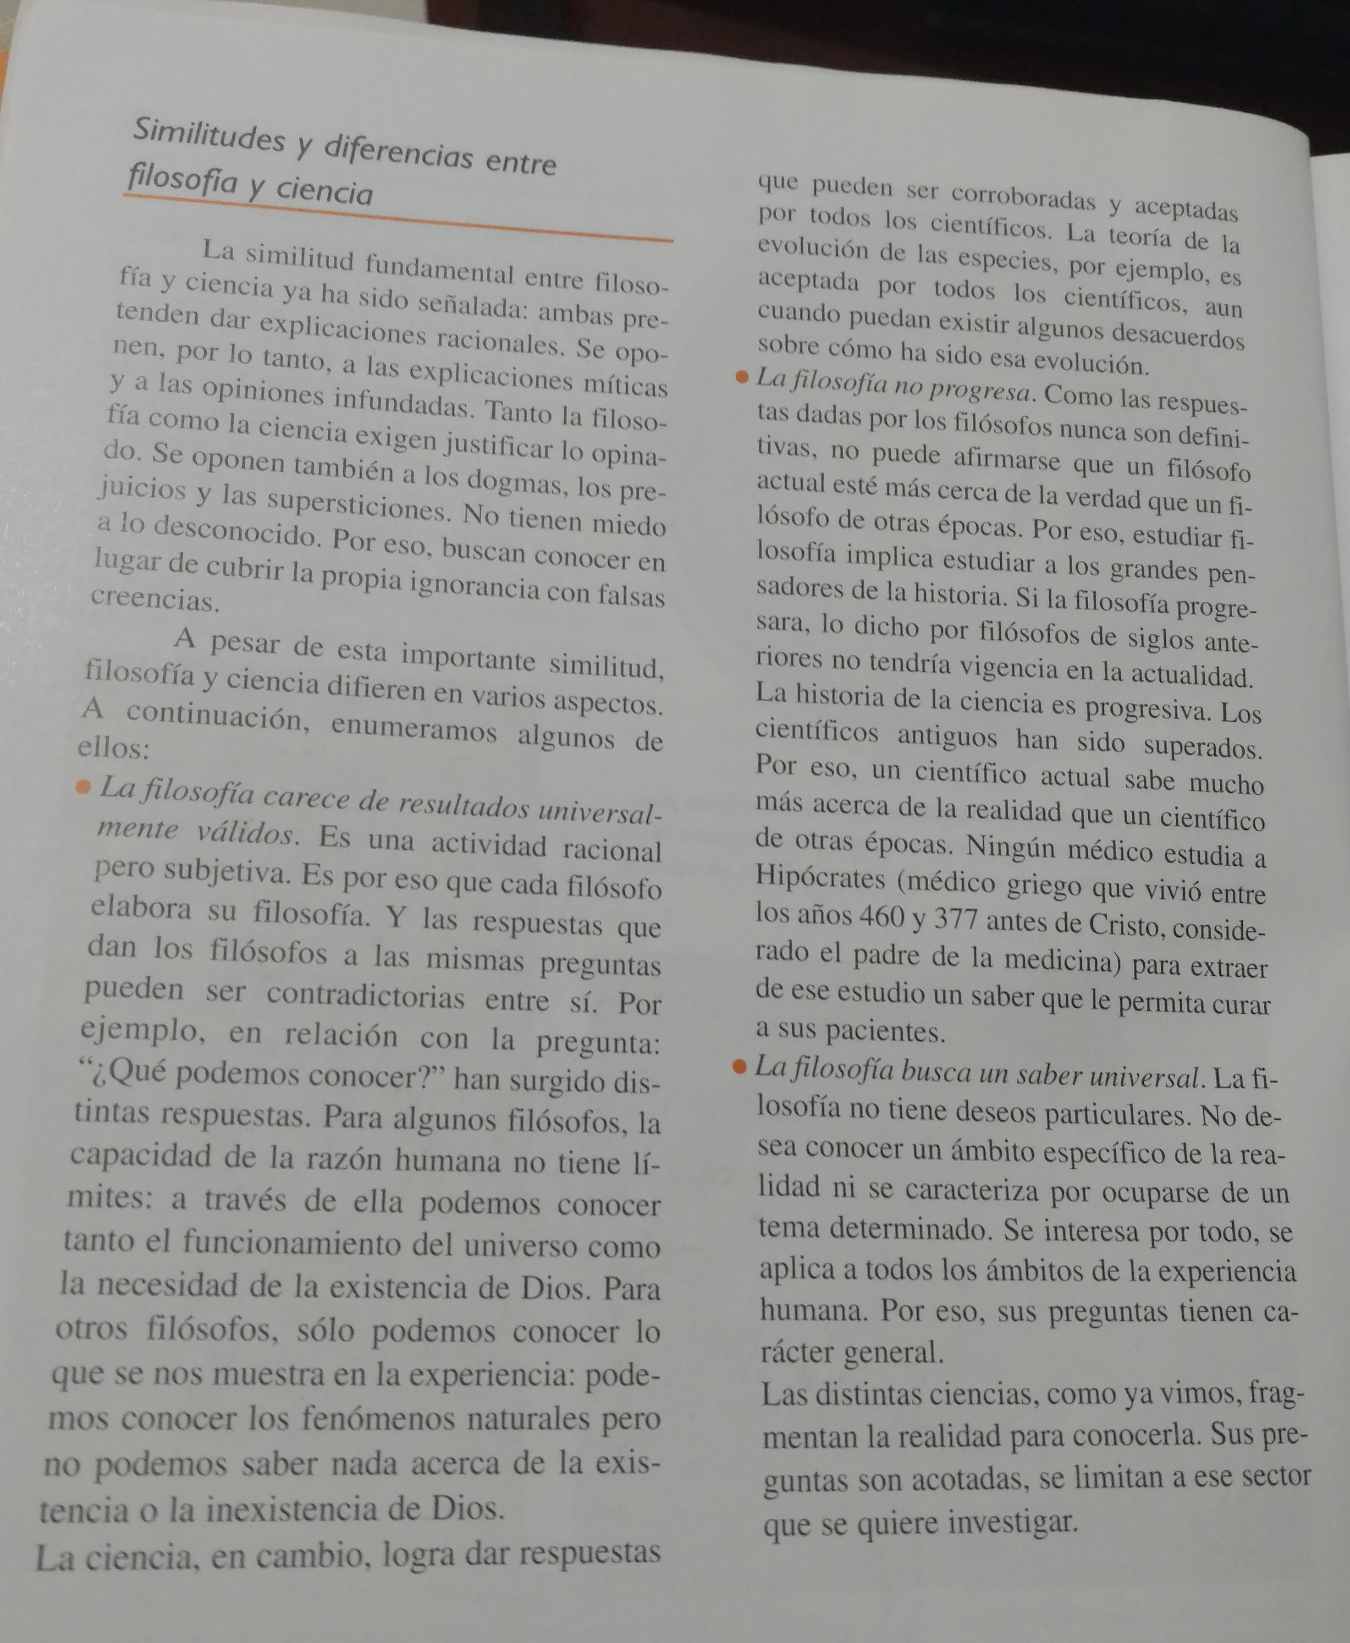 Similitudes y diferencias entre
filosofía y ciencia
La similitud fundamental entre filoso-
fía y ciencia ya ha sido señalada: ambas pre-
tenden dar explicaciones racionales. Se opo-
nen, por lo tanto, a las explicaciones míticas
y a las opiniones infundadas. Tanto la filoso-
fía como la ciencia exigen justificar lo opina-
do. Se oponen también a los dogmas, los pre-
juicios y las supersticiones. No tienen miedo
a lo desconocido. Por eso, buscan conocer en
lugar de cubrir la propia ignorancia con falsas
creencias.
A pesar de esta importante similitud,
filosofía y ciencia difieren en varios aspectos.
A continuación, enumeramos algunos de
ellos:
● La filosofía carece de resultados universal-
mente válidos. Es una actividad racional
pero subjetiva. Es por eso que cada filósofo
elabora su filosofía. Y las respuestas que
dan los filósofos a las mismas preguntas
pueden ser contradictorias entre sí. Por
ejemplo, en relación con la pregunta:
“¿Qué podemos conocer?” han surgido dis-
tintas respuestas. Para algunos filósofos, la
capacidad de la razón humana no tiene lí-
mites: a través de ella podemos conocer
tanto el funcionamiento del universo como
la necesidad de la existencia de Dios. Para
otros filósofos, sólo podemos conocer lo
que se nos muestra en la experiencia: pode-
mos conocer los fenómenos naturales pero
no podemos saber nada acerca de la exis-
tencia o la inexistencia de Dios.
La ciencia, en cambio, logra dar respuestas
que pueden ser corroboradas y aceptadas
por todos los científicos. La teoría de la
evolución de las especies, por ejemplo, es
aceptada por todos los científicos, aun
cuando puedan existir algunos desacuerdos
sobre cómo ha sido esa evolución.
● La filosofía no progresa. Como las respues-
tas dadas por los filósofos nunca son defini-
tivas, no puede afirmarse que un filósofo
actual esté más cerca de la verdad que un fi-
lósofo de otras épocas. Por eso, estudiar fi-
losofía implica estudiar a los grandes pen-
sadores de la historia. Si la filosofía progre-
sara, lo dicho por filósofos de siglos ante-
riores no tendría vigencia en la actualidad.
La historia de la ciencia es progresiva. Los
científicos antiguos han sido superados.
Por eso, un científico actual sabe mucho
más acerca de la realidad que un científico
de otras épocas. Ningún médico estudia a
Hipócrates (médico griego que vivió entre
los años 460 y 377 antes de Cristo, conside-
rado el padre de la medicina) para extraer
de ese estudio un saber que le permita curar
a sus pacientes.
● La filosofía busca un saber universal. La fi-
losofía no tiene deseos particulares. No de-
sea conocer un ámbito específico de la rea-
lidad ni se caracteriza por ocuparse de un
tema determinado. Se interesa por todo, se
aplica a todos los ámbitos de la experiencia
humana. Por eso, sus preguntas tienen ca-
rácter general.
Las distintas ciencias, como ya vimos, frag-
mentan la realidad para conocerla. Sus pre-
guntas son acotadas, se limitan a ese sector
que se quiere investigar.